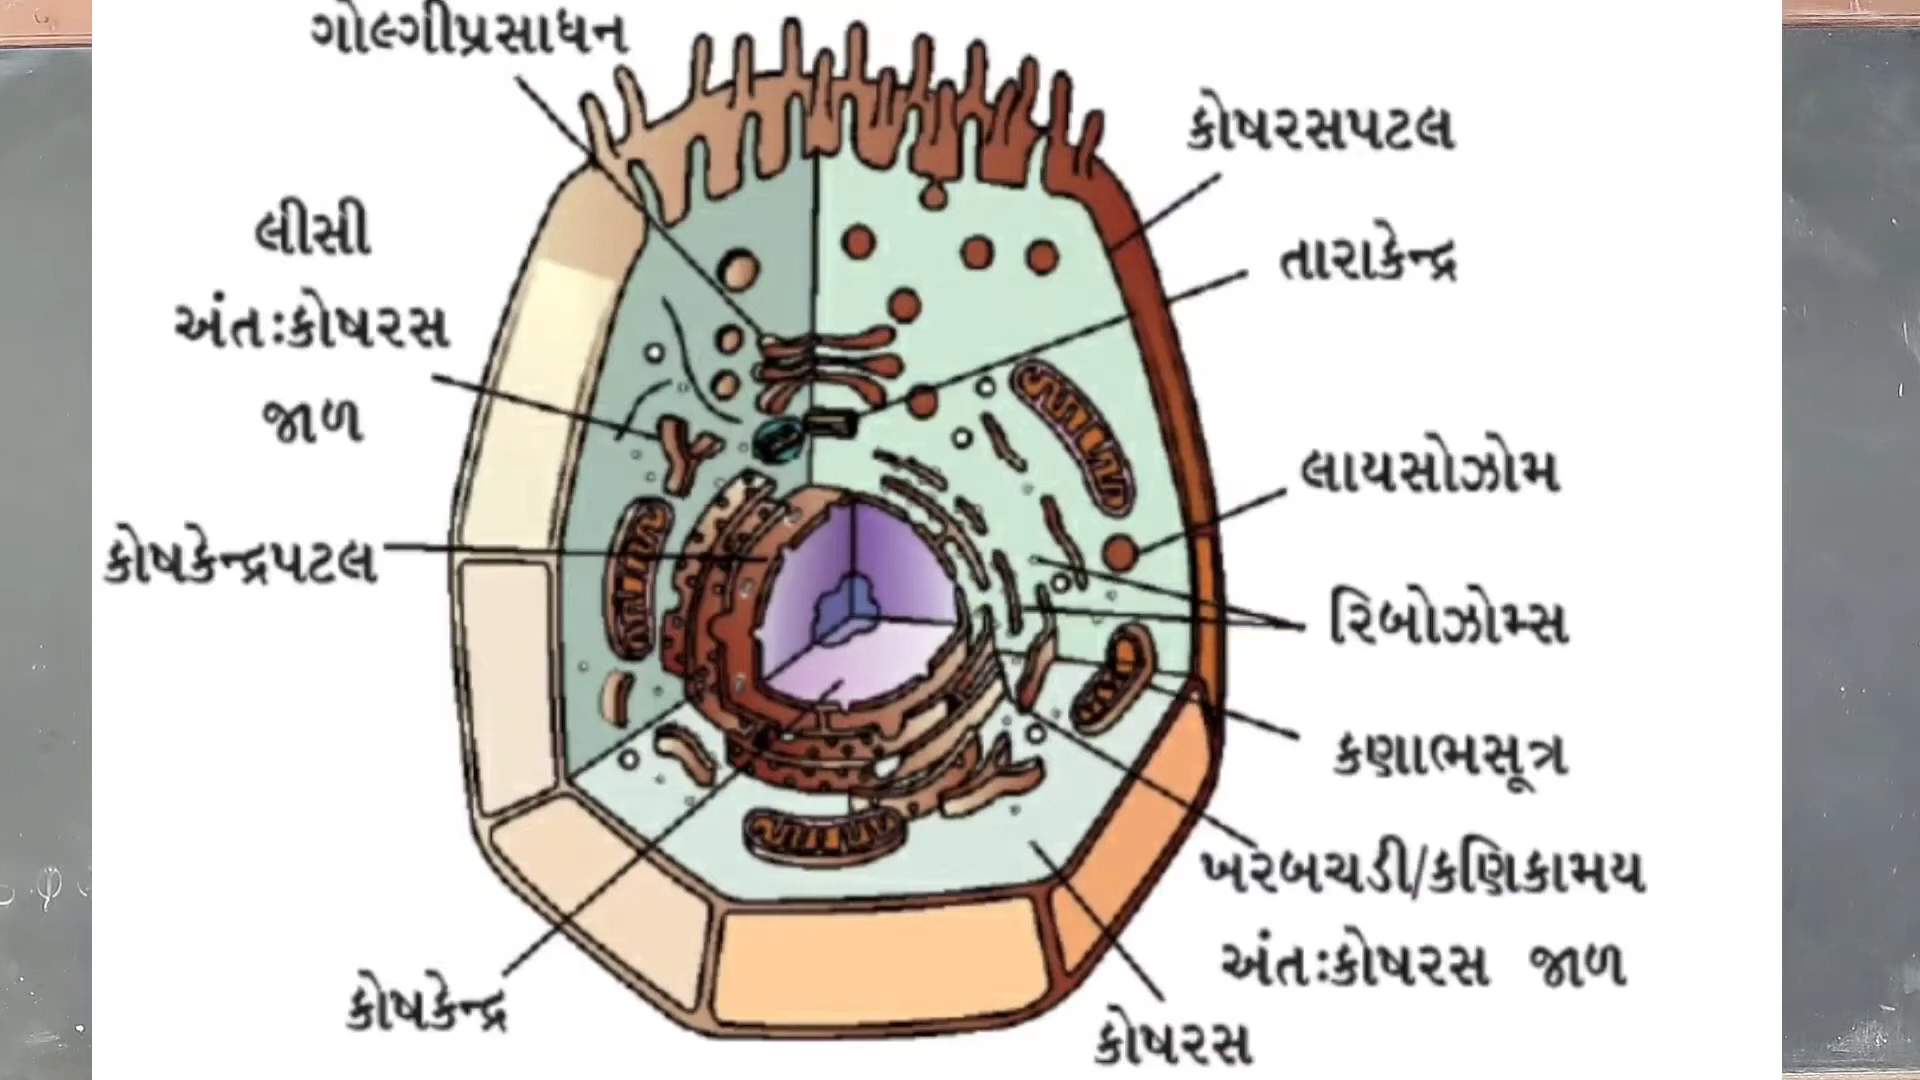 ગોલ્ગીપ્રસાધન
કોષરસપટલ
લીસી
અંતઃકોષરસ
જાળ
તારાકેન્દ્ર
લાયસોઝોમ
કોષકેન્દ્રપટલ
રિબોઝોમ્સ
કણાભસૂત્ર
ખરબચડી/કણિકામય
અંતઃકોષરસ જાળ
કોષકેન્દ્ર
કોષરસ